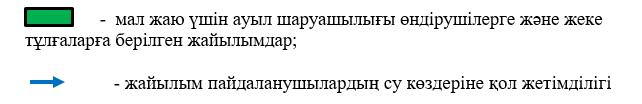 - мал жаю үшін ауыл шаруашылығы өндірушілерге және жеке
тұлғаларға берілген жайылымдар;
- жайылым пайдаланушылардың су көздеріне қол жетімділігі